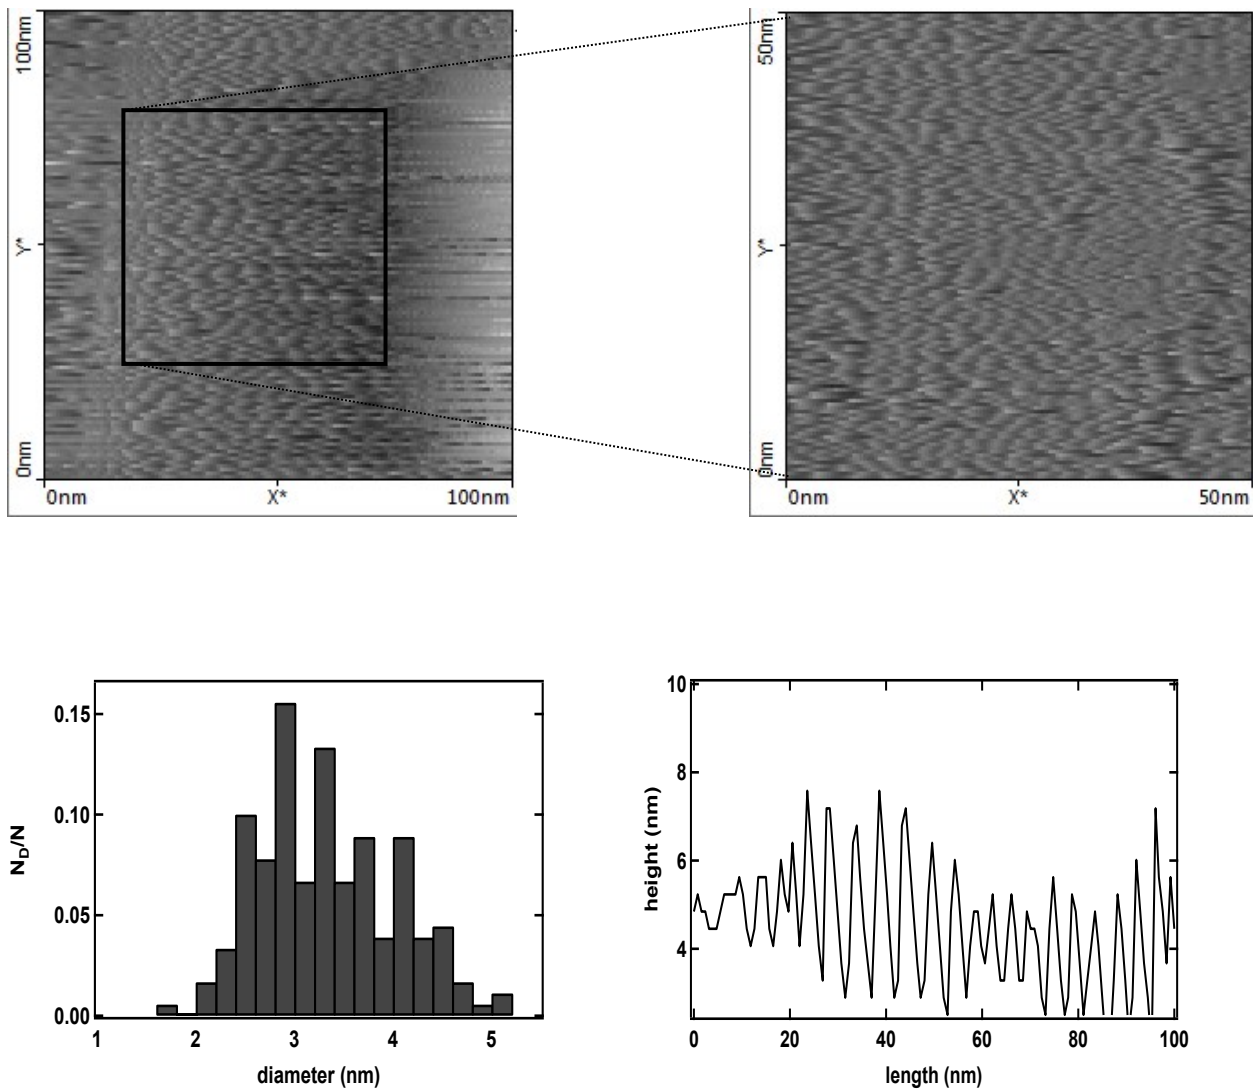 100nm
Y*
0nm
0nm
X*
100nm
50nm
Y*
0nm
0nm
X*
50nm
0.15
0.10
0.05
0.00
N_D/N
1
2
3
4
5
diameter (nm)
10
8
6
4
height (nm)
0
20
40
60
80
100
length (nm)